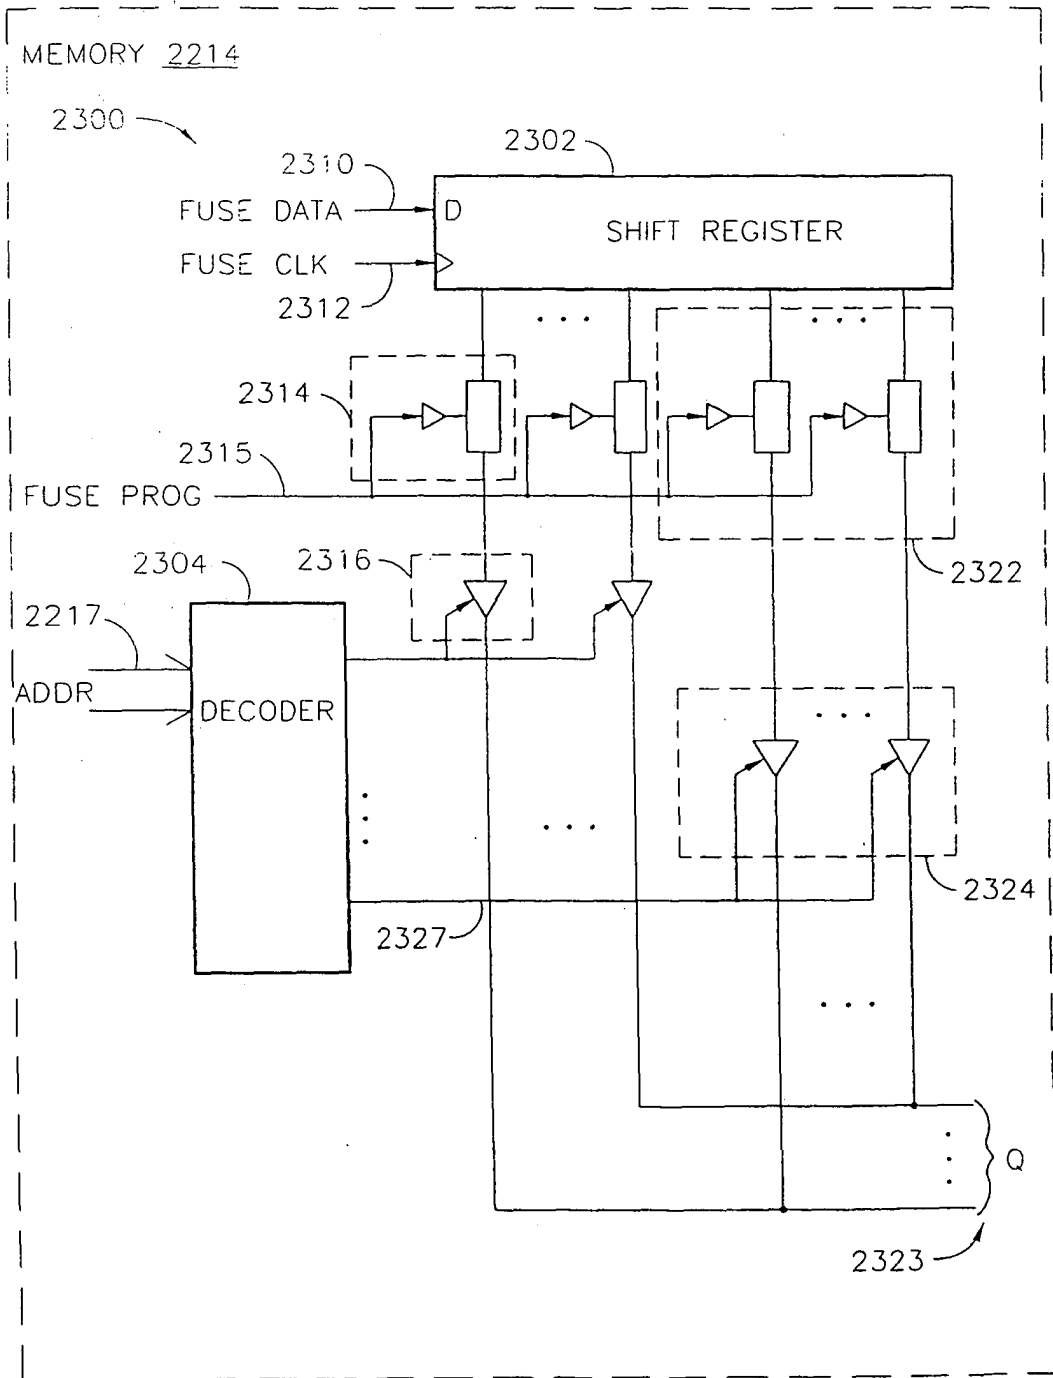 MEMORY 2214
2300
2302
2310
FUSE DATA
D
SHIFT REGISTER
FUSE CLK
2312
2314
2315
FUSE PROG
2316
2304
2322
2217
ADDR
DECODER
2324
2327
Q
2323